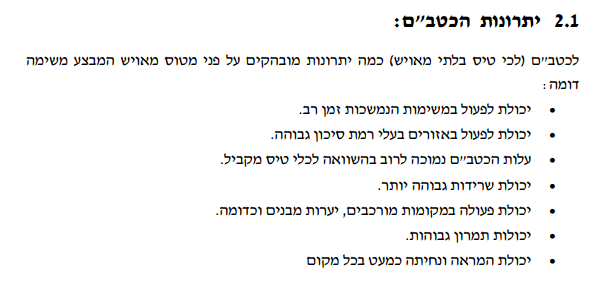 2.1 יתרונות הכטב"ם:
לכטב"ם (לכי טיס בלתי מאויש) כמה יתרונות מובהקים על פני מטוס מאויש המבצע משימה
דומה:
• יכולת לפעול במשימות הנמשכות זמן רב.
• יכולת לפעול באזורים בעלי רמת סיכון גבוהה.
• עלות הכטב"ם נמוכה לרוב בהשוואה לכלי טיס מקביל.
• יכולת שרידות גבוהה יותר.
• יכולת פעולה במקומות מורכבים, יערות מבנים וכדומה.
• יכולות תמרון גבוהות.
• יכולת המראה ונחיתה כמעט בכל מקום